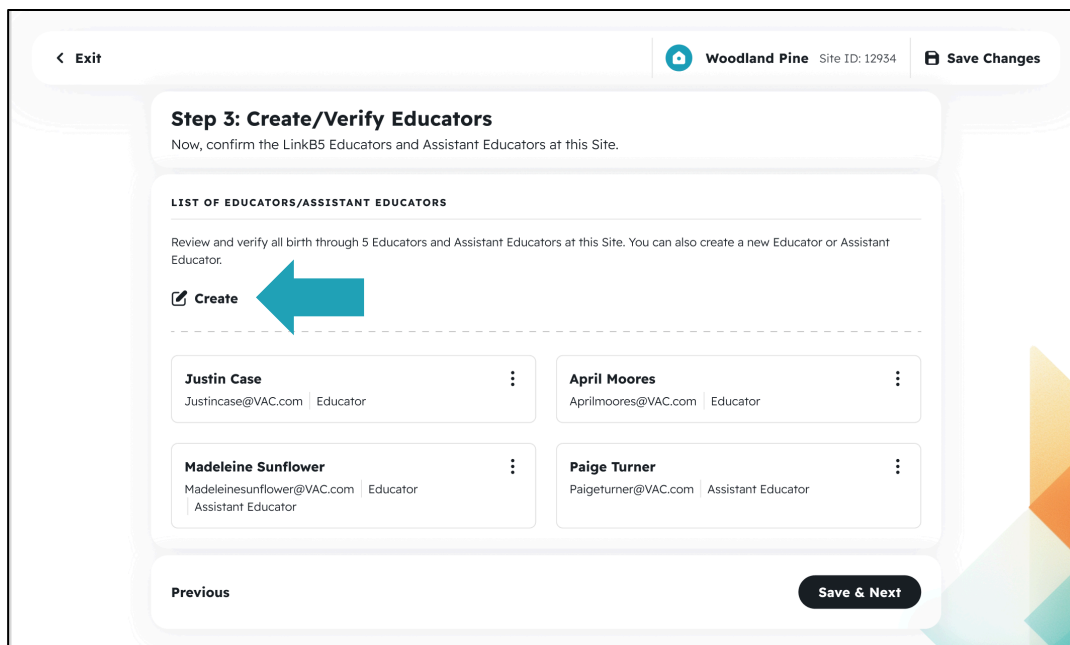 Exit
Woodland Pine Site ID: 12934
Save Changes
Step 3: Create/Verify Educators
Now, confirm the LinkB5 Educators and Assistant Educators at this Site.
LIST OF EDUCATORS/ASSISTANT EDUCATORS
Review and verify all birth through 5 Educators and Assistant Educators at this Site. You can also create a new Educator or Assistant
Educator.
Create
Justin Case
Justincase@VAC.com Educator
April Moores
Aprilmoores@VAC.com Educator
Madeleine Sunflower
Madeleinesunflower@VAC.com Educator
Assistant Educator
Paige Turner
Paigeturner@VAC.com Assistant Educator
Previous
Save & Next